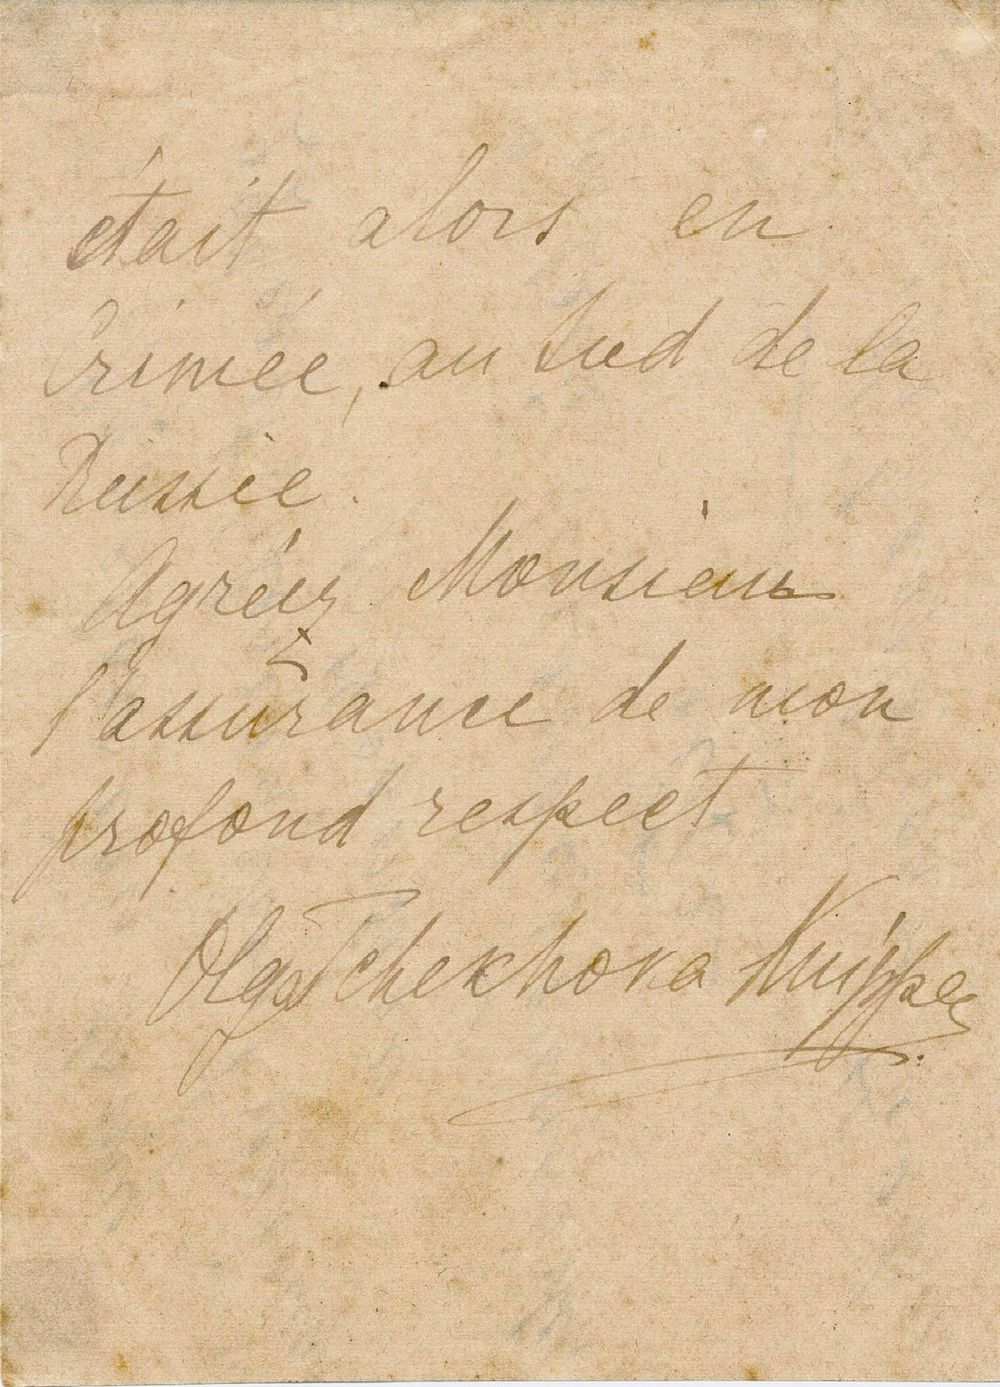 était alors en
Crimée, au sud de la
Russie.
Agréez Monsieur
l'assurance de mon
profond respect
Olga Tchekhova Knipper